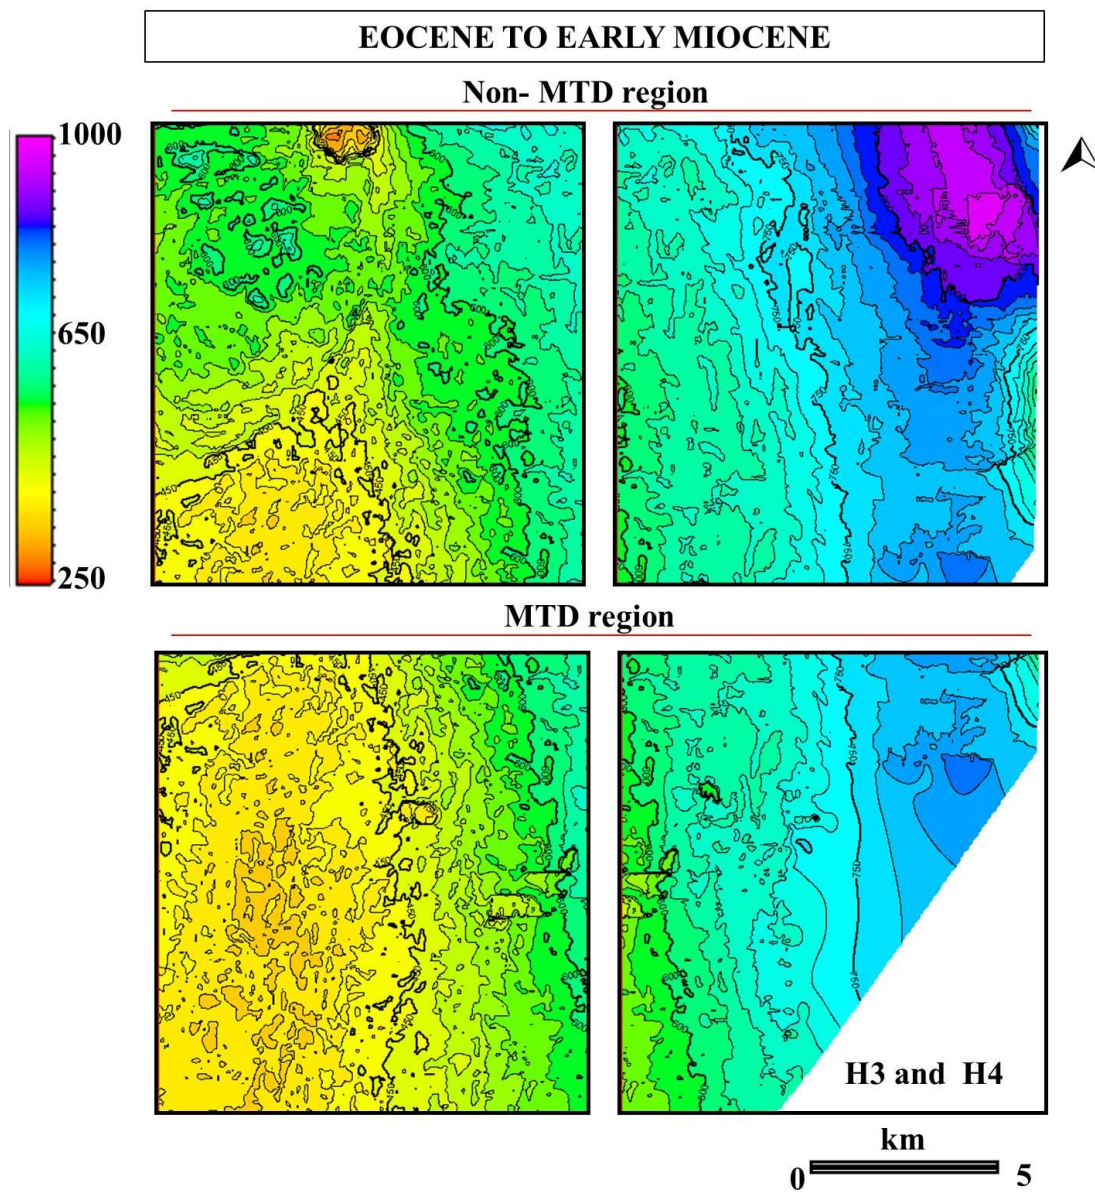 EOCENE TO EARLY MIOCENE
Non- MTD region
1000
650
250
MTD region
H3 and H4
km
0 5